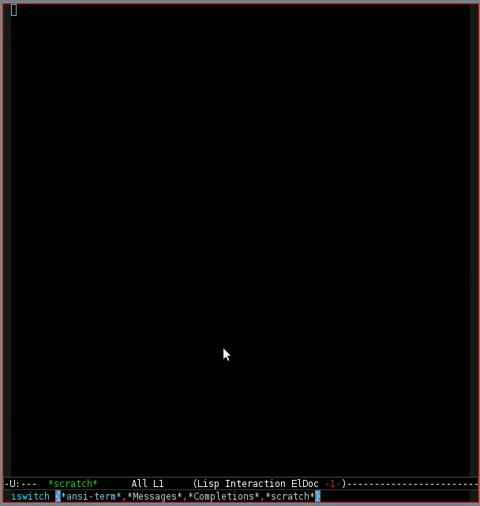 -U:---  *scratch*      All L1     (Lisp Interaction ElDoc -1-)------------------------
iswitch {*ansi-term*,*Messages*,*Completions*,*scratch*}